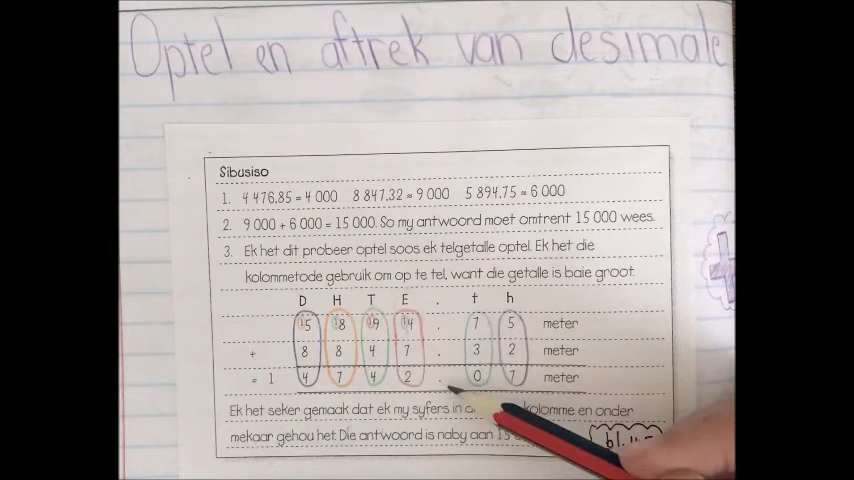 Optel en aftrek van desimale
Sibusiso
1. 4 476,85 ≈ 4 000 8 847,32 ≈ 9 000 5 894,75 ≈ 6 000
2. 9 000 + 6 000 = 15 000. So my antwoord moet omtrent 15 000 wees.
3. Ek het dit probeer optel soos ek telgetalle optel. Ek het die
kolommetode gebruik om op te tel, want die getalle is baie groot.
D H T E . t h
15 18 19 14 . 7 5 meter
+ 8 8 4 7 . 3 2 meter
= 1 4 7 4 2 . 0 7 meter
Ek het seker gemaak dat ek my syfers in kolomme en onder
mekaar gehou het. Die antwoord is naby aan 15